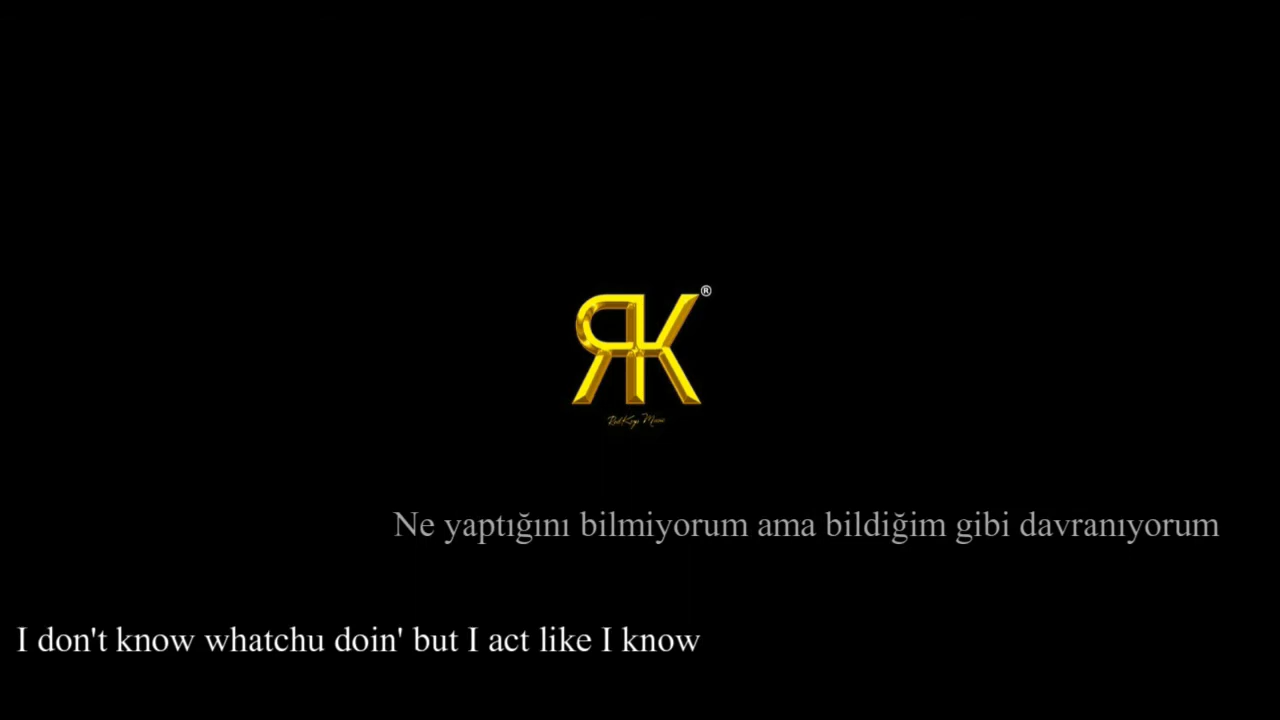 RK®
Ne yaptığını bilmiyorum ama bildiğim gibi davranıyorum
I don't know whatchu doin' but I act like I know